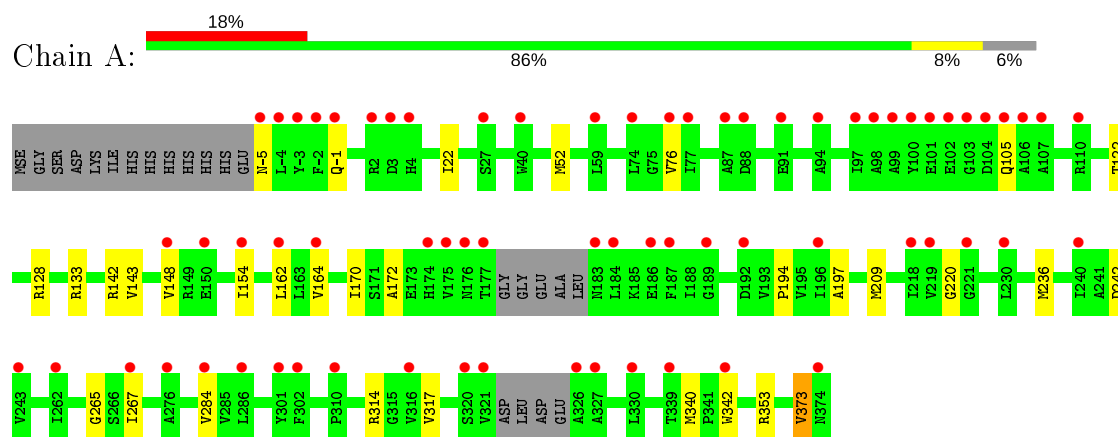 18%
Chain A:
86% 8% 6%
MSE GLY SER ASP LYS ILE HIS HIS HIS HIS HIS HIS GLU N-5 L-4 Y-3 F-2 Q-1 R2 D3 H4 I22 S27 W40 M52 L59 L74 G75 V76 I77 A87 D88 E91 A94 I97 A98 A99 Y100 E101 E102 G103 D104 Q105 A106 A107 R110 T122
R128 R133 R142 V143 V148 R149 E150 I154 L162 L163 V164 I170 S171 A172 E173 H174 V175 N176 T177 GLY GLY GLU ALA LEU N183 L184 K185 E186 F187 I188 G189 D192 V193 P194 V195 I196 A197 M209 I218 V219 G220 G221 L230 M236 I240 A241
V243 I262 G265 S266 I267 A276 V284 V285 L286 Y301 F302 P310 R314 G315 V316 V317 S320 V321 ASP LEU ASP GLU A326 A327 L330 T339 M340 P341 W342 R353 V373 N374